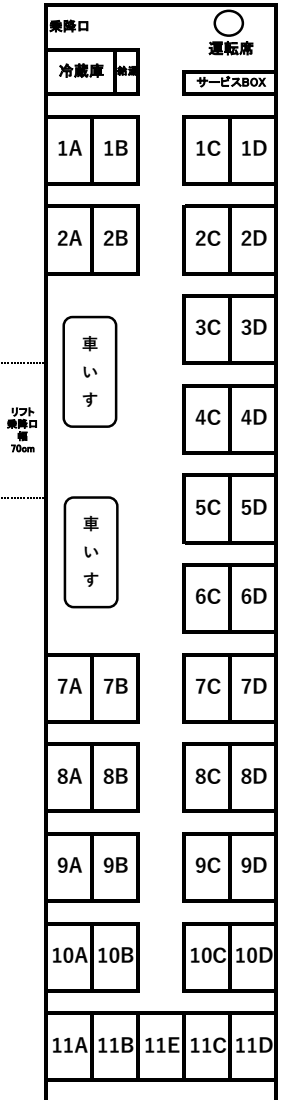 乗降口
運転席
冷蔵庫 給湯
サービスBOX
1A 1B 1C 1D
2A 2B 2C 2D
3C 3D
車いす
4C 4D
リフト
乗降口
幅
70cm
5C 5D
車いす
6C 6D
7A 7B 7C 7D
8A 8B 8C 8D
9A 9B 9C 9D
10A 10B 10C 10D
11A 11B 11E 11C 11D